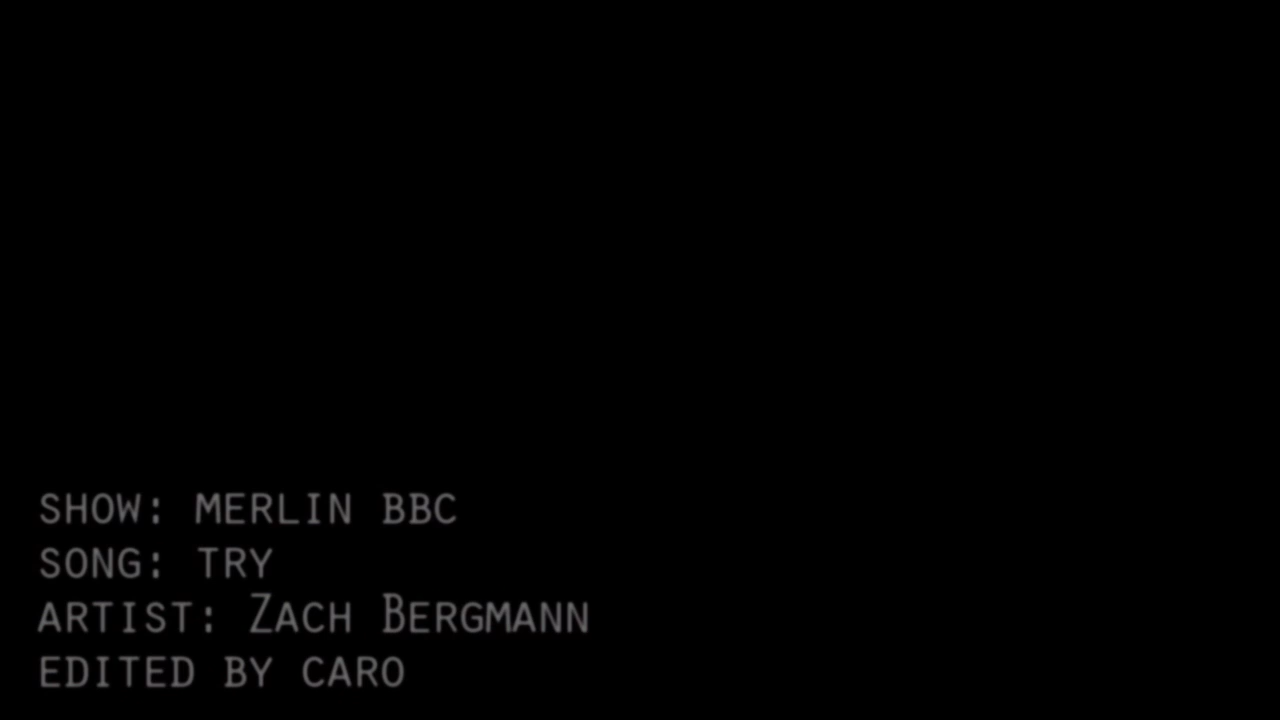 SHOW: MERLIN BBC
SONG: TRY
ARTIST: ZACH BERGMANN
EDITED BY CARO